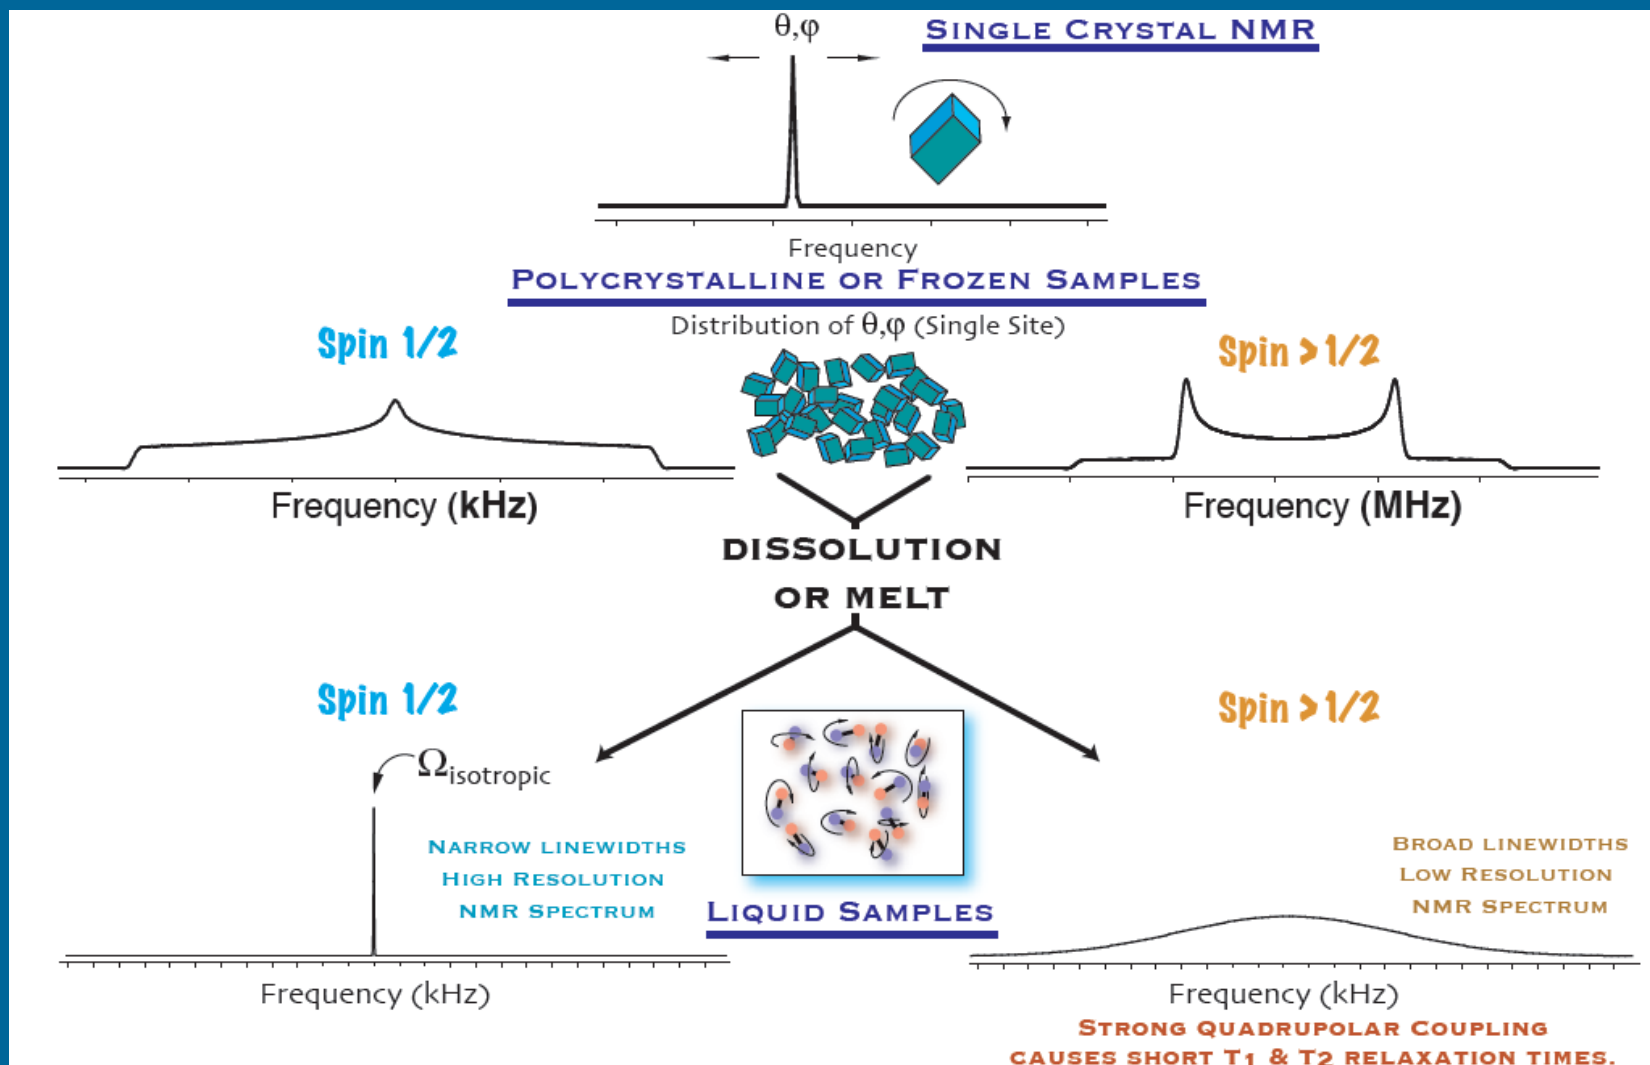 θ,φ
SINGLE CRYSTAL NMR
Frequency
POLYCRYSTALLINE OR FROZEN SAMPLES
Distribution of θ,φ (Single Site)
Spin 1/2
Frequency (kHz)
Spin > 1/2
Frequency (MHz)
DISSOLUTION
OR MELT
Spin 1/2
Ωisotropic
NARROW LINEWIDTHS
HIGH RESOLUTION
NMR SPECTRUM
Frequency (kHz)
LIQUID SAMPLES
Spin > 1/2
BROAD LINEWIDTHS
LOW RESOLUTION
NMR SPECTRUM
Frequency (kHz)
STRONG QUADRUPOLAR COUPLING
CAUSES SHORT T1 & T2 RELAXATION TIMES.